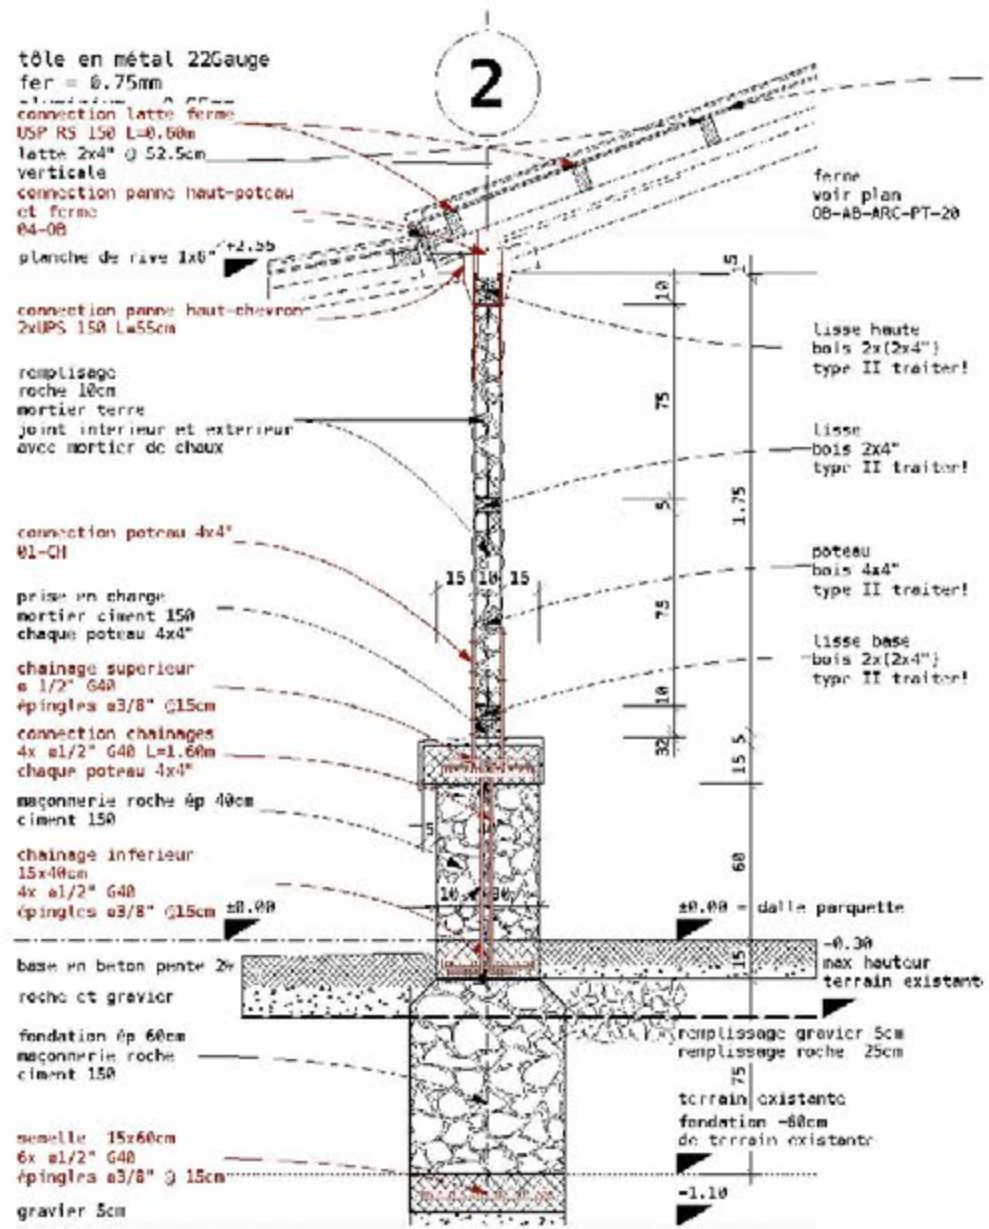 tôle en métal 22Gauge
fer = 0.75mm
connection latte ferme
USP RS 150 L=0.60m
latte 2x4" @ 52.5cm
verticale
connection panne haut-poteau
et ferme
04-OB
planche de rive 1x6"
+2.55
connection panne haut-chevron
2xUPS 150 L=55cm
remplisage
roche 10cm
mortier terre
joint interieur et exterieur
avec mortier de chaux
connection poteau 4x4"
01-CH
prise en charge
mortier ciment 150
chaque poteau 4x4"
chainage superieur
ø 1/2" G40
épingles ø3/8" @15cm
connection chainages
4x ø1/2" G40 L=1.60m
chaque poteau 4x4"
maçonnerie roche ép 40cm
ciment 150
chainage inferieur
15x40cm
4x ø1/2" G40
épingles ø3/8" @15cm
±0.00
base en beton pente 2%
roche et gravier
fondation ép 60cm
maçonnerie roche
ciment 150
semelle 15x60cm
6x ø1/2" G40
épingles ø3/8" @ 15cm
gravier 5cm
2
15 10 15
10
75
5
75
10
32
15
1.75
5
15
60
15
75
ferme
voir plan
OB-AB-ARC-PT-20
lisse haute
bois 2x(2x4")
type II traiter!
lisse
bois 2x4"
type II traiter!
poteau
bois 4x4"
type II traiter!
lisse base
bois 2x(2x4")
type II traiter!
±0.00 = dalle parquette
-0.30
max hauteur
terrain existant
remplissage gravier 5cm
remplissage roche 25cm
terrain existante
fondation -80cm
de terrain existante
-1.10